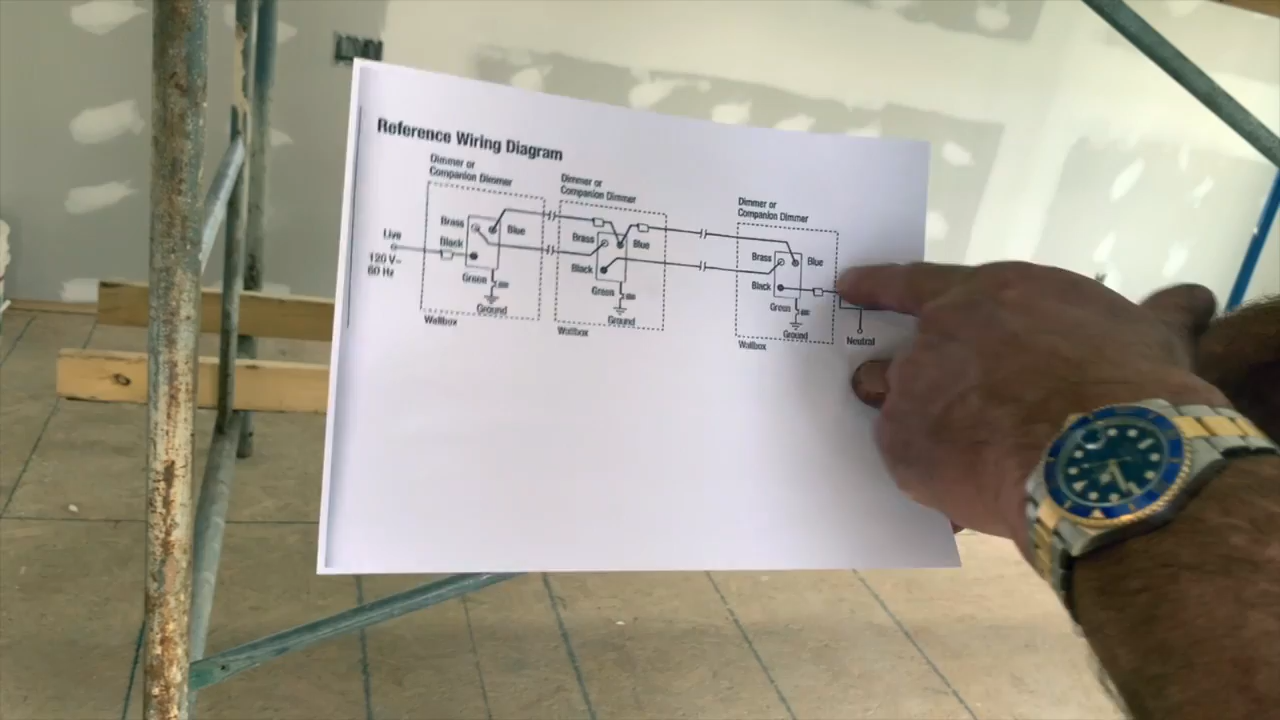 Reference Wiring Diagram
Dimmer or
Companion Dimmer
Dimmer or
Companion Dimmer
Dimmer or
Companion Dimmer
Live
120 V~
60 Hz
Brass
Blue
Black
Green
Ground
Wallbox
Brass
Blue
Black
Green
Ground
Wallbox
Brass
Blue
Black
Green
Ground
Wallbox
Neutral